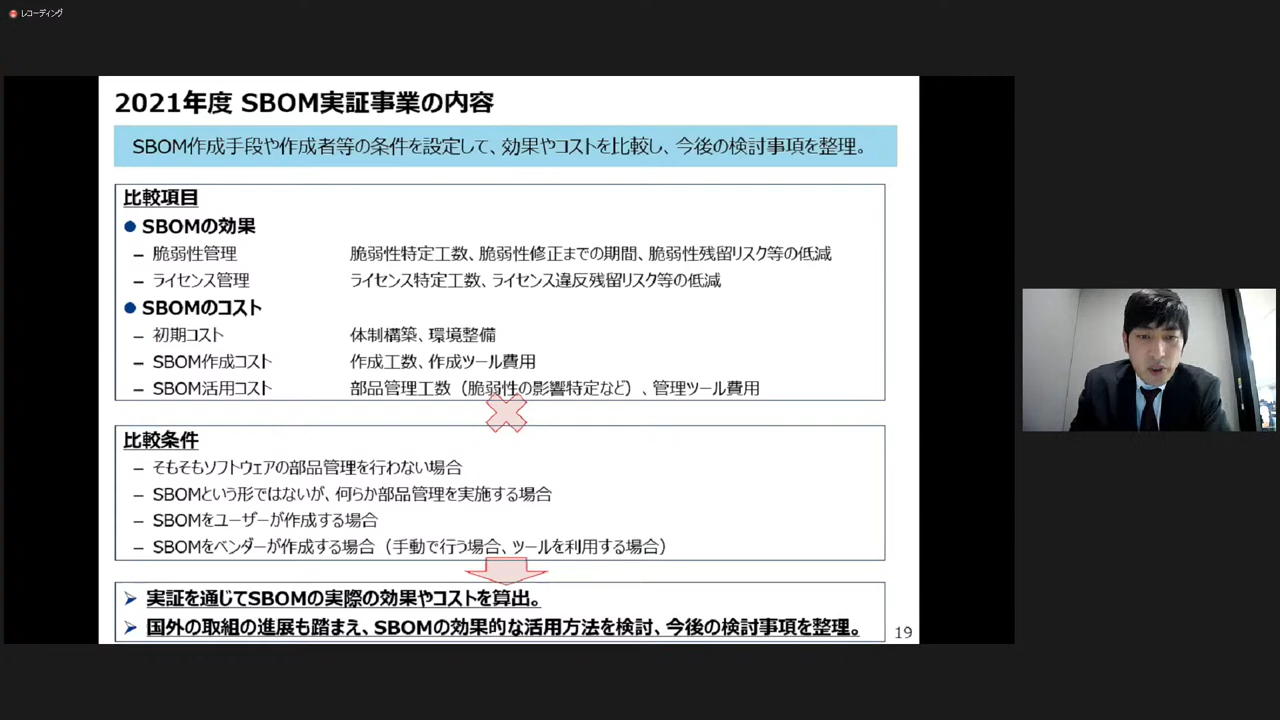 レコーディング
2021年度 SBOM実証事業の内容
SBOM作成手段や作成者等の条件を設定して、効果やコストを比較し、今後の検討事項を整理。
比較項目
● SBOMの効果
– 脆弱性管理 脆弱性特定工数、脆弱性修正までの期間、脆弱性残留リスク等の低減
– ライセンス管理 ライセンス特定工数、ライセンス違反残留リスク等の低減
● SBOMのコスト
– 初期コスト 体制構築、環境整備
– SBOM作成コスト 作成工数、作成ツール費用
– SBOM活用コスト 部品管理工数（脆弱性の影響特定など）、管理ツール費用
比較条件
– そもそもソフトウェアの部品管理を行わない場合
– SBOMという形ではないが、何らか部品管理を実施する場合
– SBOMをユーザーが作成する場合
– SBOMをベンダーが作成する場合（手動で行う場合、ツールを利用する場合）
➢ 実証を通じてSBOMの実際の効果やコストを算出。
➢ 国外の取組の進展も踏まえ、SBOMの効果的な活用方法を検討、今後の検討事項を整理。
19